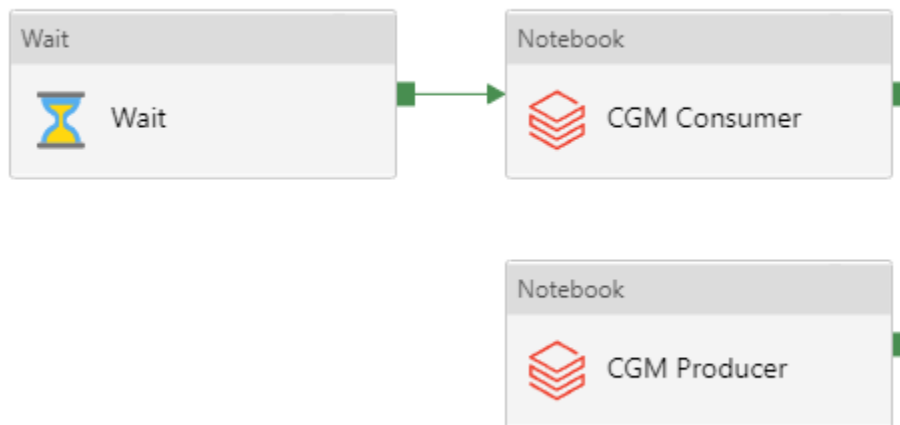 Wait
Wait
Notebook
CGM Consumer
Notebook
CGM Producer